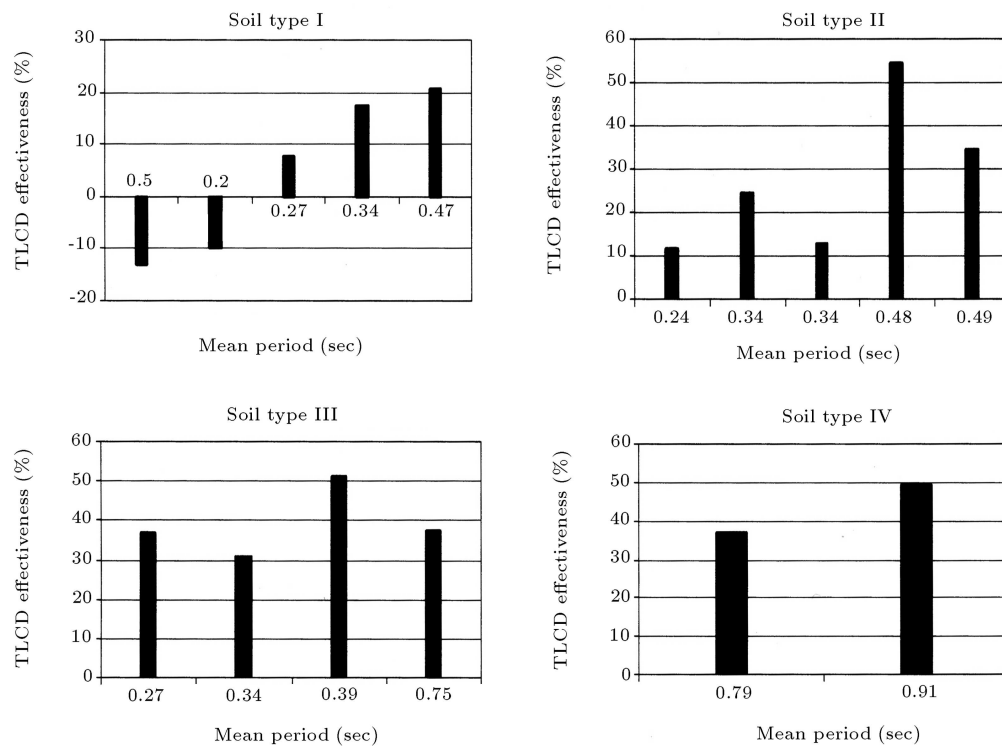 Soil type I
TLCD effectiveness (%)
30
20
10
0
-10
-20
0.5 0.2 0.27 0.34 0.47
Mean period (sec)
Soil type II
TLCD effectiveness (%)
60
50
40
30
20
10
0
0.24 0.34 0.34 0.48 0.49
Mean period (sec)
Soil type III
TLCD effectiveness (%)
60
50
40
30
20
10
0
0.27 0.34 0.39 0.75
Mean period (sec)
Soil type IV
TLCD effectiveness (%)
60
50
40
30
20
10
0
0.79 0.91
Mean period (sec)